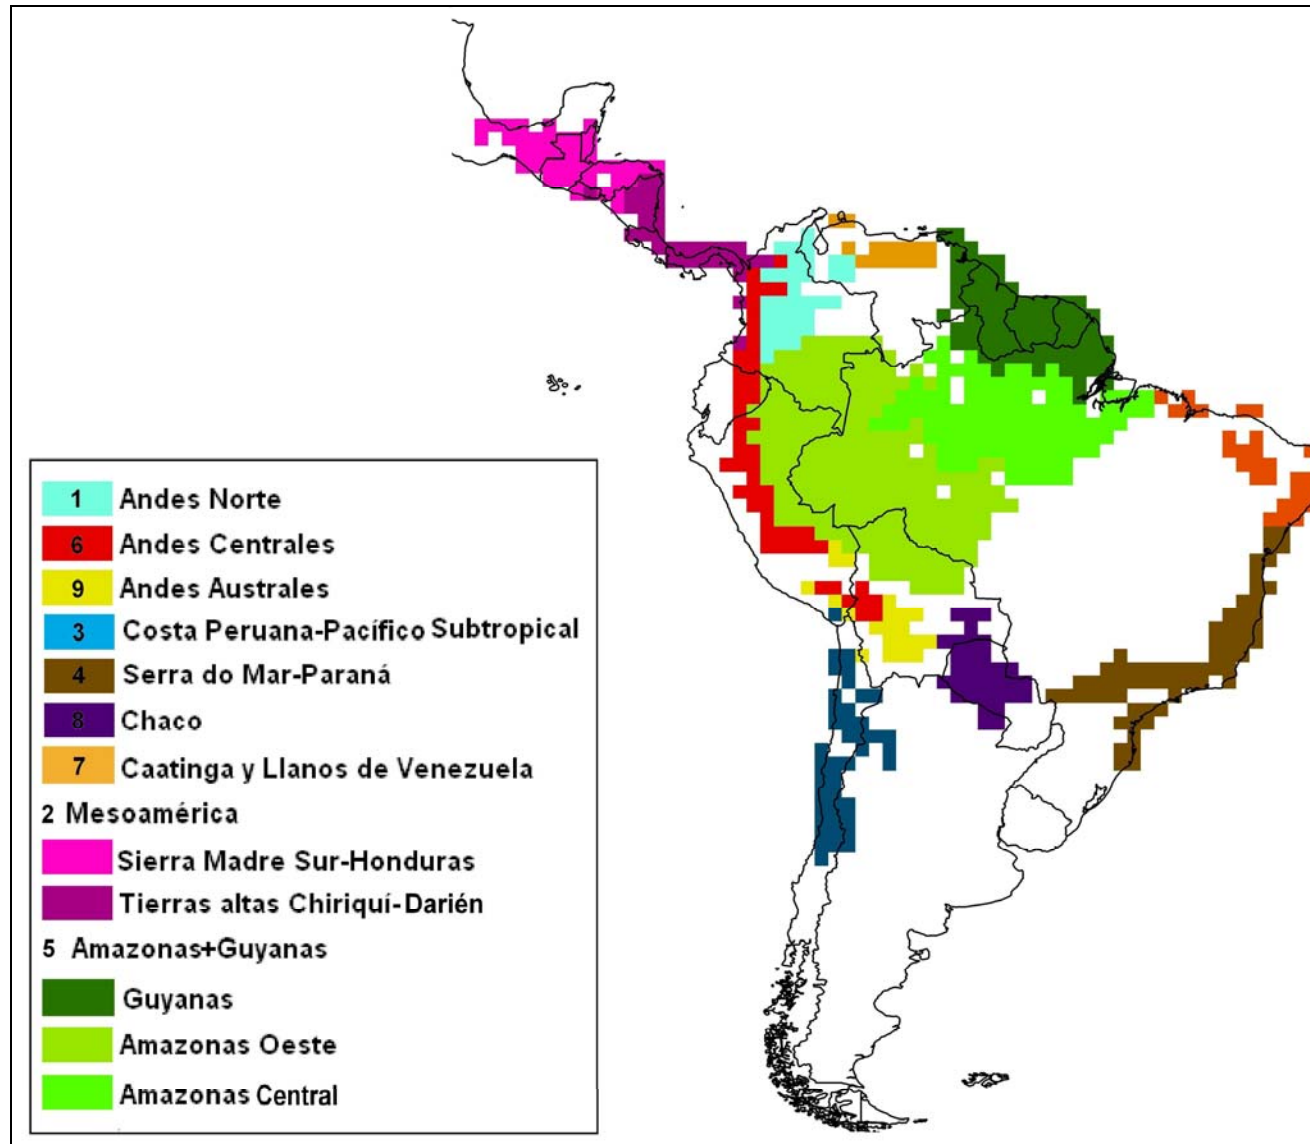 1 Andes Norte
6 Andes Centrales
9 Andes Australes
3 Costa Peruana-Pacífico Subtropical
4 Serra do Mar-Paraná
8 Chaco
7 Caatinga y Llanos de Venezuela
2 Mesoamérica
Sierra Madre Sur-Honduras
Tierras altas Chiriquí-Darién
5 Amazonas+Guyanas
Guyanas
Amazonas Oeste
Amazonas Central